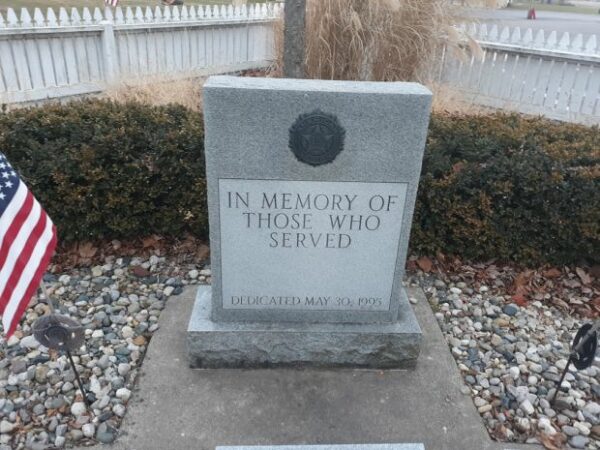 IN MEMORY OF
THOSE WHO
SERVED
DEDICATED MAY 30, 1995